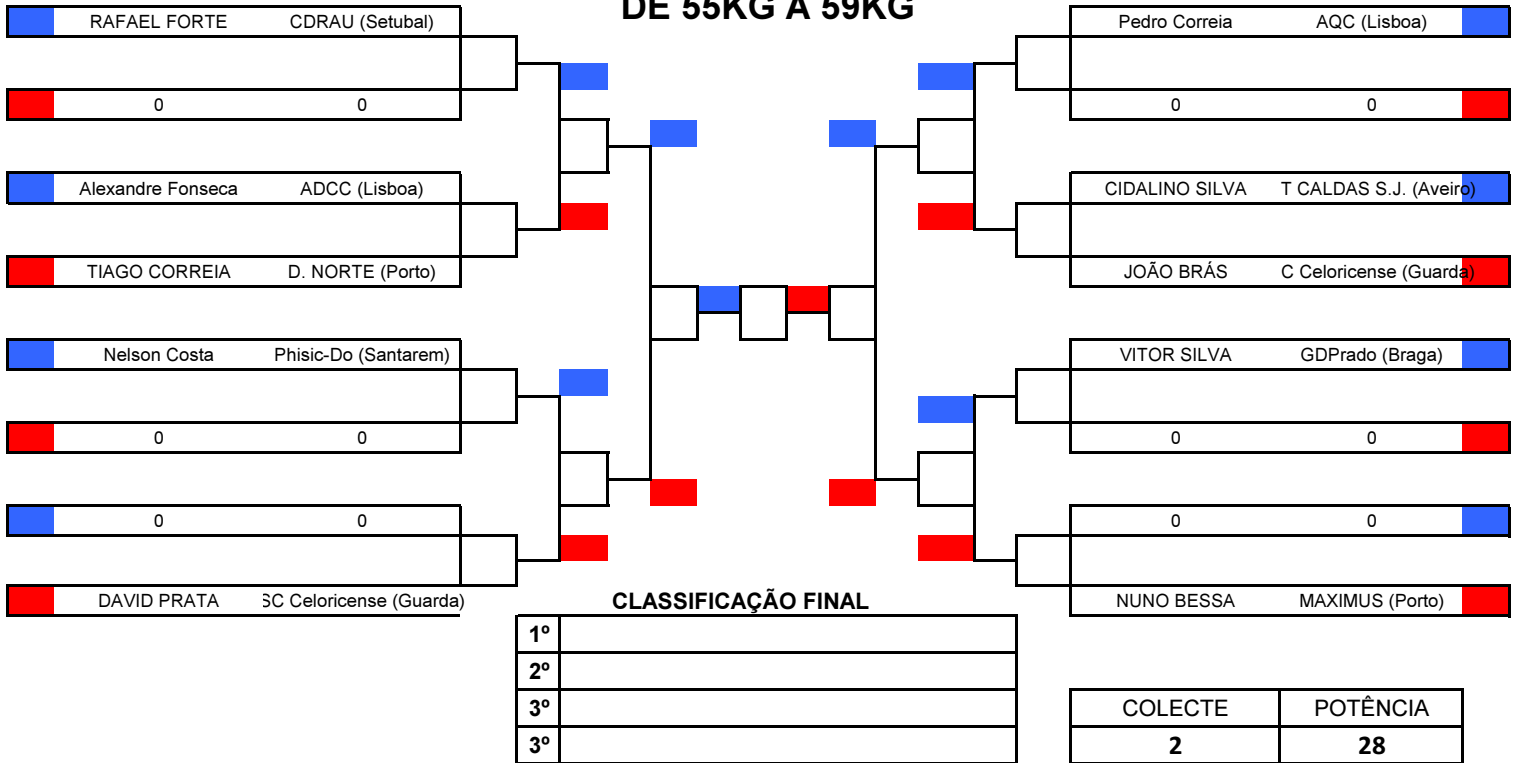 DE 55KG A 59KG
RAFAEL FORTE CDRAU (Setubal)
0 0
Alexandre Fonseca ADCC (Lisboa)
TIAGO CORREIA D. NORTE (Porto)
Nelson Costa Phisic-Do (Santarem)
0 0
0 0
DAVID PRATA SC Celoricense (Guarda)
Pedro Correia AQC (Lisboa)
0 0
CIDALINO SILVA T CALDAS S.J. (Aveiro)
JOÃO BRÁS C Celoricense (Guarda)
VITOR SILVA GDPrado (Braga)
0 0
0 0
NUNO BESSA MAXIMUS (Porto)
CLASSIFICAÇÃO FINAL
1º
2º
3º
3º
COLECTE POTÊNCIA
2 28